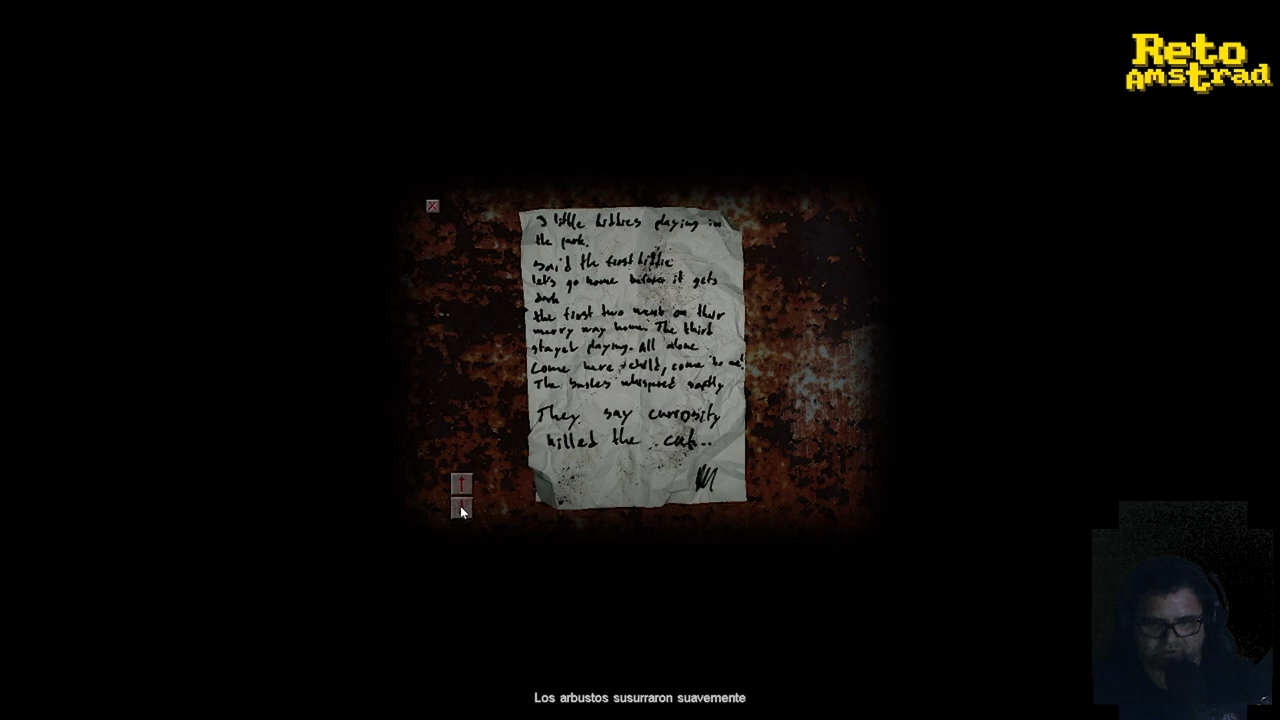 Reto
Amstrad
X
3 little kiddies playing in
the park.
Said the first kiddie
let's go home before it gets
dark
the first two went on their
merry way home. The third
stayed playing. All alone
Come here child, come to me!
The bushes whispered softly
They say curiosity
killed the cat..
Los arbustos susurraron suavemente